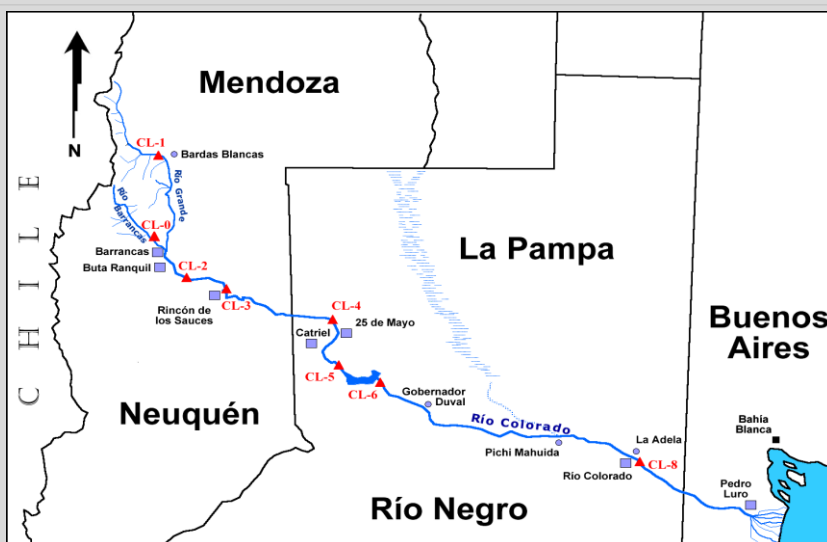 Mendoza
CL-1
Bardas Blancas
N
Río Grande
Río
Barrancas
CL-0
CHILE
La Pampa
Barrancas
Buta Ranquil
CL-2
CL-3
Rincón de
los Sauces
CL-4
25 de Mayo
Catriel
Buenos
Aires
CL-5
CL-6
Gobernador
Duval
Neuquén
Río Colorado
Bahía
Blanca
La Adela
Pichi Mahuida
CL-8
Río Colorado
Pedro
Luro
Río Negro